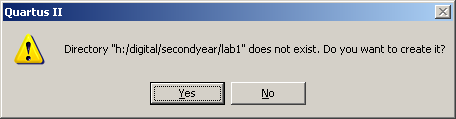 Quartus II
Directory "h:/digital/secondyear/lab1" does not exist. Do you want to create it?
Yes
No